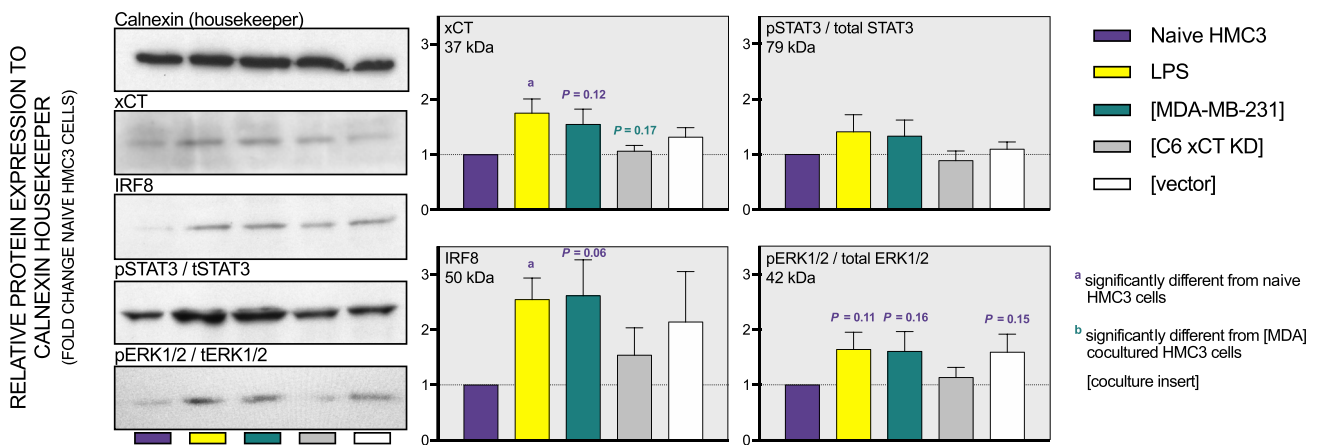 RELATIVE PROTEIN EXPRESSION TO
CALNEXIN HOUSEKEEPER
(FOLD CHANGE NAIVE HMC3 CELLS)
Calnexin (housekeeper)
xCT
IRF8
pSTAT3 / tSTAT3
pERK1/2 / tERK1/2
xCT
37 kDa
3
2
1
0
a
P = 0.12
P = 0.17
pSTAT3 / total STAT3
79 kDa
3
2
1
0
IRF8
50 kDa
3
2
1
0
a
P = 0.06
pERK1/2 / total ERK1/2
42 kDa
3
2
1
0
P = 0.11
P = 0.16
P = 0.15
Naive HMC3
LPS
[MDA-MB-231]
[C6 xCT KD]
[vector]
a significantly different from naive
HMC3 cells
b significantly different from [MDA]
cocultured HMC3 cells
[coculture insert]